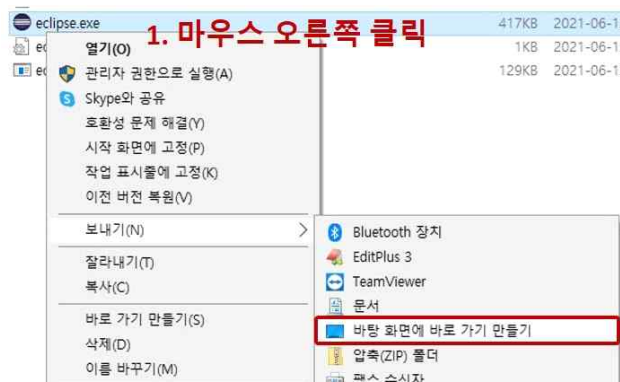 eclipse.exe 417KB 2021-06-1
1. 마우스 오른쪽 클릭
1KB 2021-06-1
129KB 2021-06-1
열기(O)
관리자 권한으로 실행(A)
Skype와 공유
호환성 문제 해결(Y)
시작 화면에 고정(P)
작업 표시줄에 고정(K)
이전 버전 복원(V)
보내기(N)
잘라내기(T)
복사(C)
바로 가기 만들기(S)
삭제(D)
이름 바꾸기(M)
Bluetooth 장치
EditPlus 3
TeamViewer
문서
바탕 화면에 바로 가기 만들기
압축(ZIP) 폴더
팩스 수신자